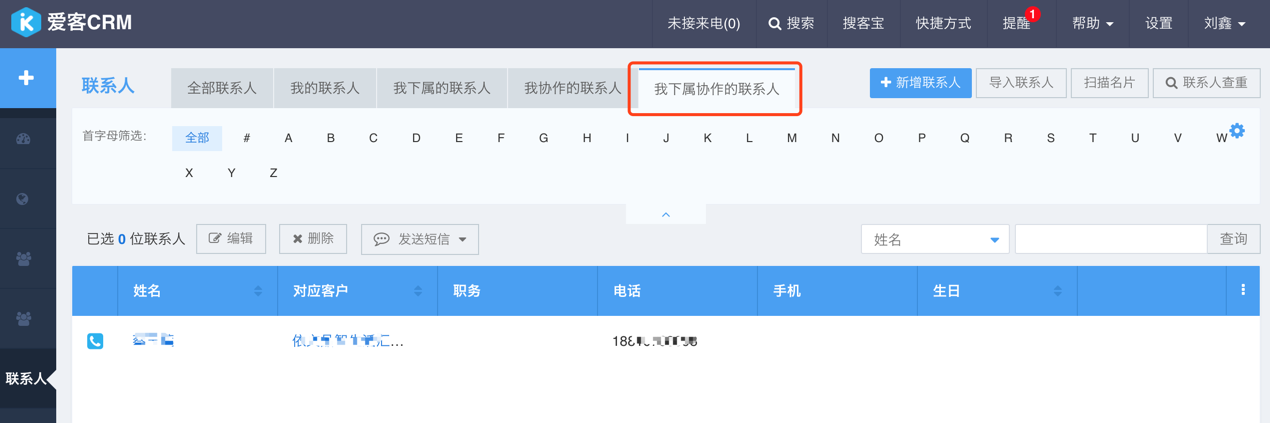 爱客CRM 未接来电(0) 搜索 搜客宝 快捷方式 提醒 1 帮助 设置 刘鑫
联系人 全部联系人 我的联系人 我下属的联系人 我协作的联系人 我下属协作的联系人 新增联系人 导入联系人 扫描名片 联系人查重
首字母筛选: 全部 # A B C D E F G H I J K L M N O P Q R S T U V W
X Y Z
已选 0 位联系人 编辑 删除 发送短信 姓名 查询
姓名 对应客户 职务 电话 手机 生日
联系人